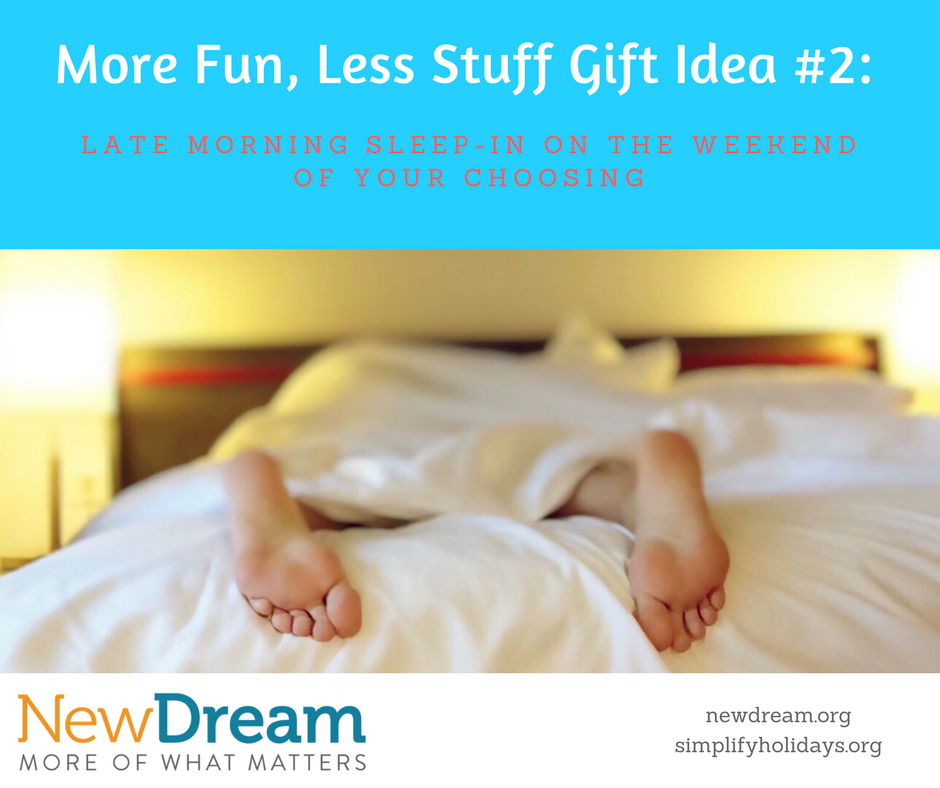 More Fun, Less Stuff Gift Idea #2:
LATE MORNING SLEEP-IN ON THE WEEKEND
OF YOUR CHOOSING
NewDream
MORE OF WHAT MATTERS
newdream.org
simplifyholidays.org